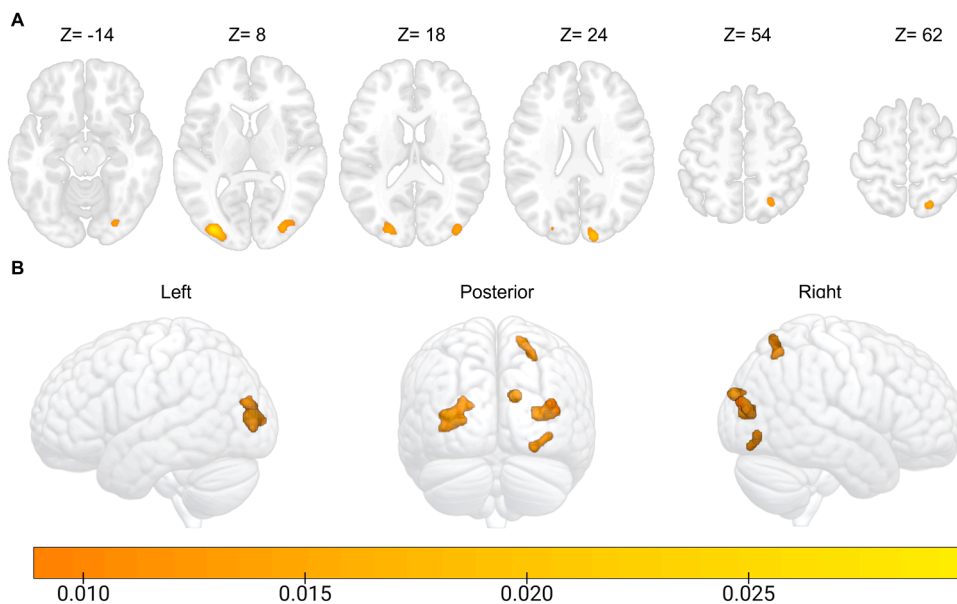 A
Z= -14 Z= 8 Z= 18 Z= 24 Z= 54 Z= 62
B
Left Posterior Right
0.010 0.015 0.020 0.025